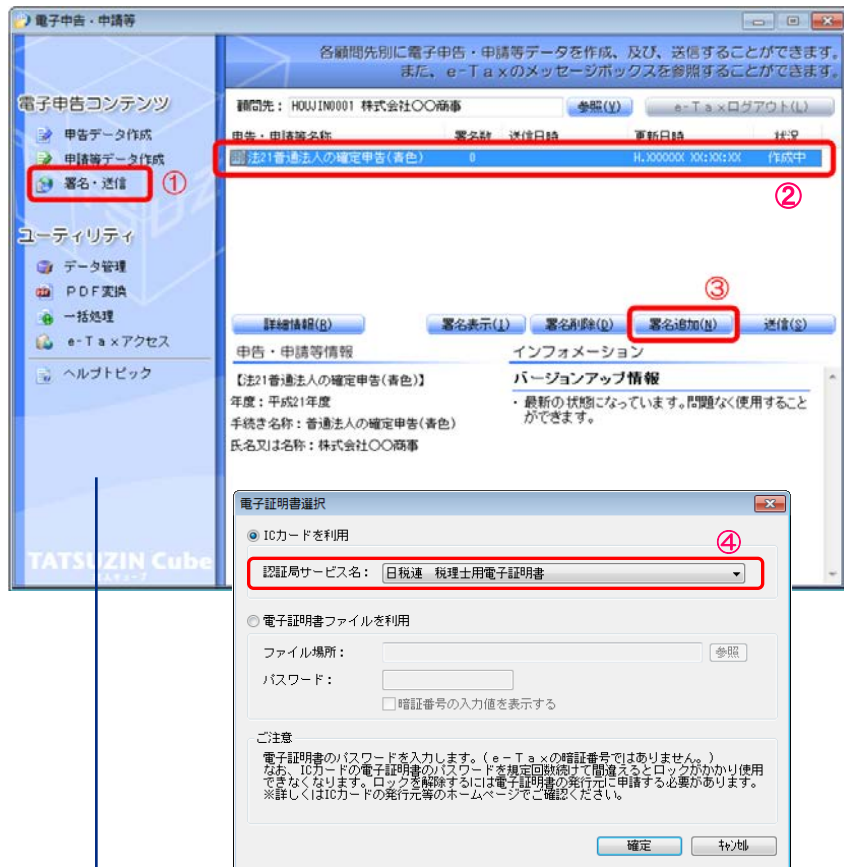 電子申告・申請等
各顧問先別に電子申告・申請等データを作成、及び、送信することができます。
また、e-Taxのメッセージボックスを参照することができます。
電子申告コンテンツ
申告データ作成
申請等データ作成
署名・送信
①
ユーティリティ
データ管理
PDF変換
一括処理
e-Taxアクセス
ヘルプトピック
顧問先： HOUJIN0001 株式会社〇〇商事
参照(V)
e-Taxログアウト(L)
申告・申請等名称 署名数 送信日時 更新日時 状況
法21普通法人の確定申告(青色) 0 H.XXXXXX XX:XX:XX 作成中
②
③
詳細情報(R) 署名表示(I) 署名削除(D) 署名追加(N) 送信(S)
申告・申請等情報
【法21普通法人の確定申告(青色)】
年度：平成21年度
手続き名称：普通法人の確定申告(青色)
氏名又は名称：株式会社〇〇商事
インフォメーション
バージョンアップ情報
・最新の状態になっています。問題なく使用すること
ができます。
TATSUZIN Cube
電子証明書選択
ICカードを利用
④
認証局サービス名： 日税連 税理士用電子証明書
電子証明書ファイルを利用
ファイル場所： 参照
パスワード：
暗証番号の入力値を表示する
ご注意
電子証明書のパスワードを入力します。(e-Taxの暗証番号ではありません。)
なお、ICカードの電子証明書のパスワードを規定回数続けて間違えるとロックがかかり使用
できなくなります。ロックを解除するには電子証明書の発行元に申請する必要があります。
※詳しくはICカードの発行元等のホームページでご確認ください。
確定 ｷｬﾝｾﾙ